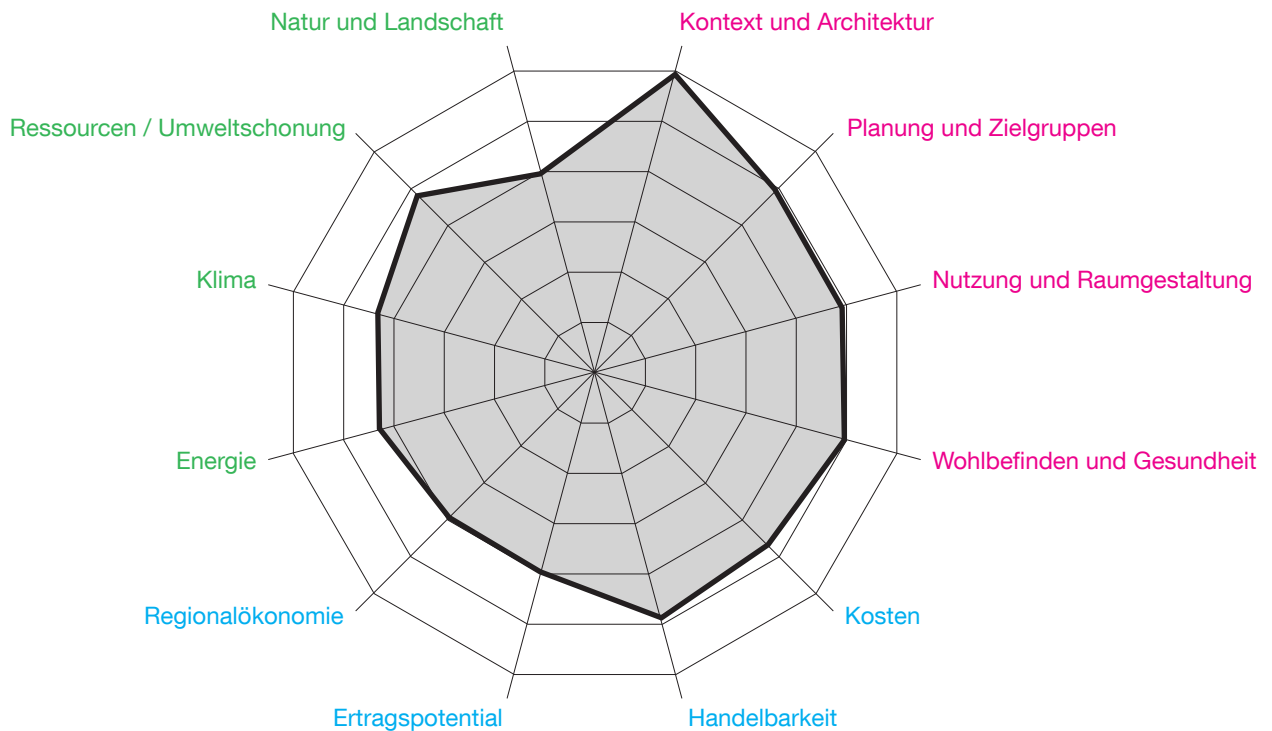 Natur und Landschaft
Kontext und Architektur
Ressourcen / Umweltschonung
Planung und Zielgruppen
Klima
Nutzung und Raumgestaltung
Energie
Wohlbefinden und Gesundheit
Regionalökonomie
Kosten
Ertragspotential
Handelbarkeit